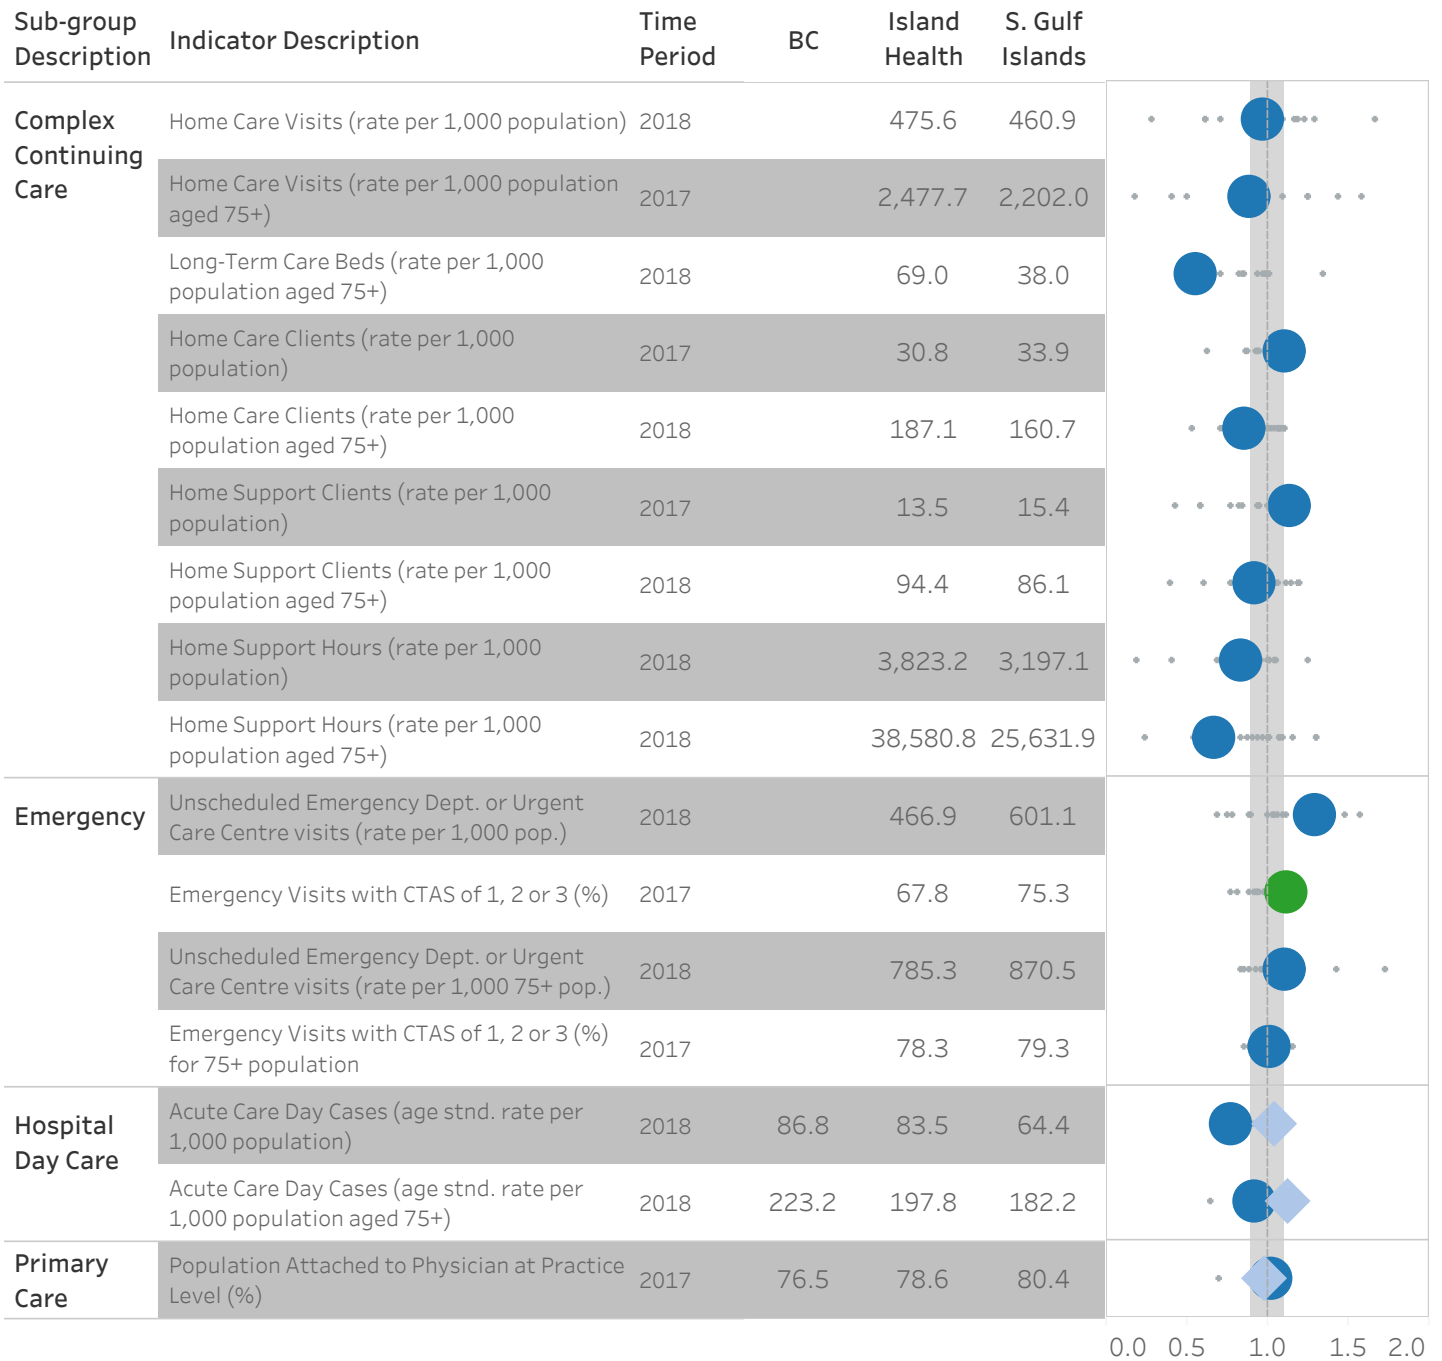 Sub-group
Description
Indicator Description
Time
Period
BC
Island
Health
S. Gulf
Islands
Complex
Continuing
Care
Home Care Visits (rate per 1,000 population) 2018 475.6 460.9
Home Care Visits (rate per 1,000 population
aged 75+)
2017 2,477.7 2,202.0
Long-Term Care Beds (rate per 1,000
population aged 75+)
2018 69.0 38.0
Home Care Clients (rate per 1,000
population)
2017 30.8 33.9
Home Care Clients (rate per 1,000
population aged 75+)
2018 187.1 160.7
Home Support Clients (rate per 1,000
population)
2017 13.5 15.4
Home Support Clients (rate per 1,000
population aged 75+)
2018 94.4 86.1
Home Support Hours (rate per 1,000
population)
2018 3,823.2 3,197.1
Home Support Hours (rate per 1,000
population aged 75+)
2018 38,580.8 25,631.9
Emergency
Unscheduled Emergency Dept. or Urgent
Care Centre visits (rate per 1,000 pop.)
2018 466.9 601.1
Emergency Visits with CTAS of 1, 2 or 3 (%) 2017 67.8 75.3
Unscheduled Emergency Dept. or Urgent
Care Centre visits (rate per 1,000 75+ pop.)
2018 785.3 870.5
Emergency Visits with CTAS of 1, 2 or 3 (%)
for 75+ population
2017 78.3 79.3
Hospital
Day Care
Acute Care Day Cases (age stnd. rate per
1,000 population)
2018 86.8 83.5 64.4
Acute Care Day Cases (age stnd. rate per
1,000 population aged 75+)
2018 223.2 197.8 182.2
Primary
Care
Population Attached to Physician at Practice
Level (%)
2017 76.5 78.6 80.4
0.0 0.5 1.0 1.5 2.0